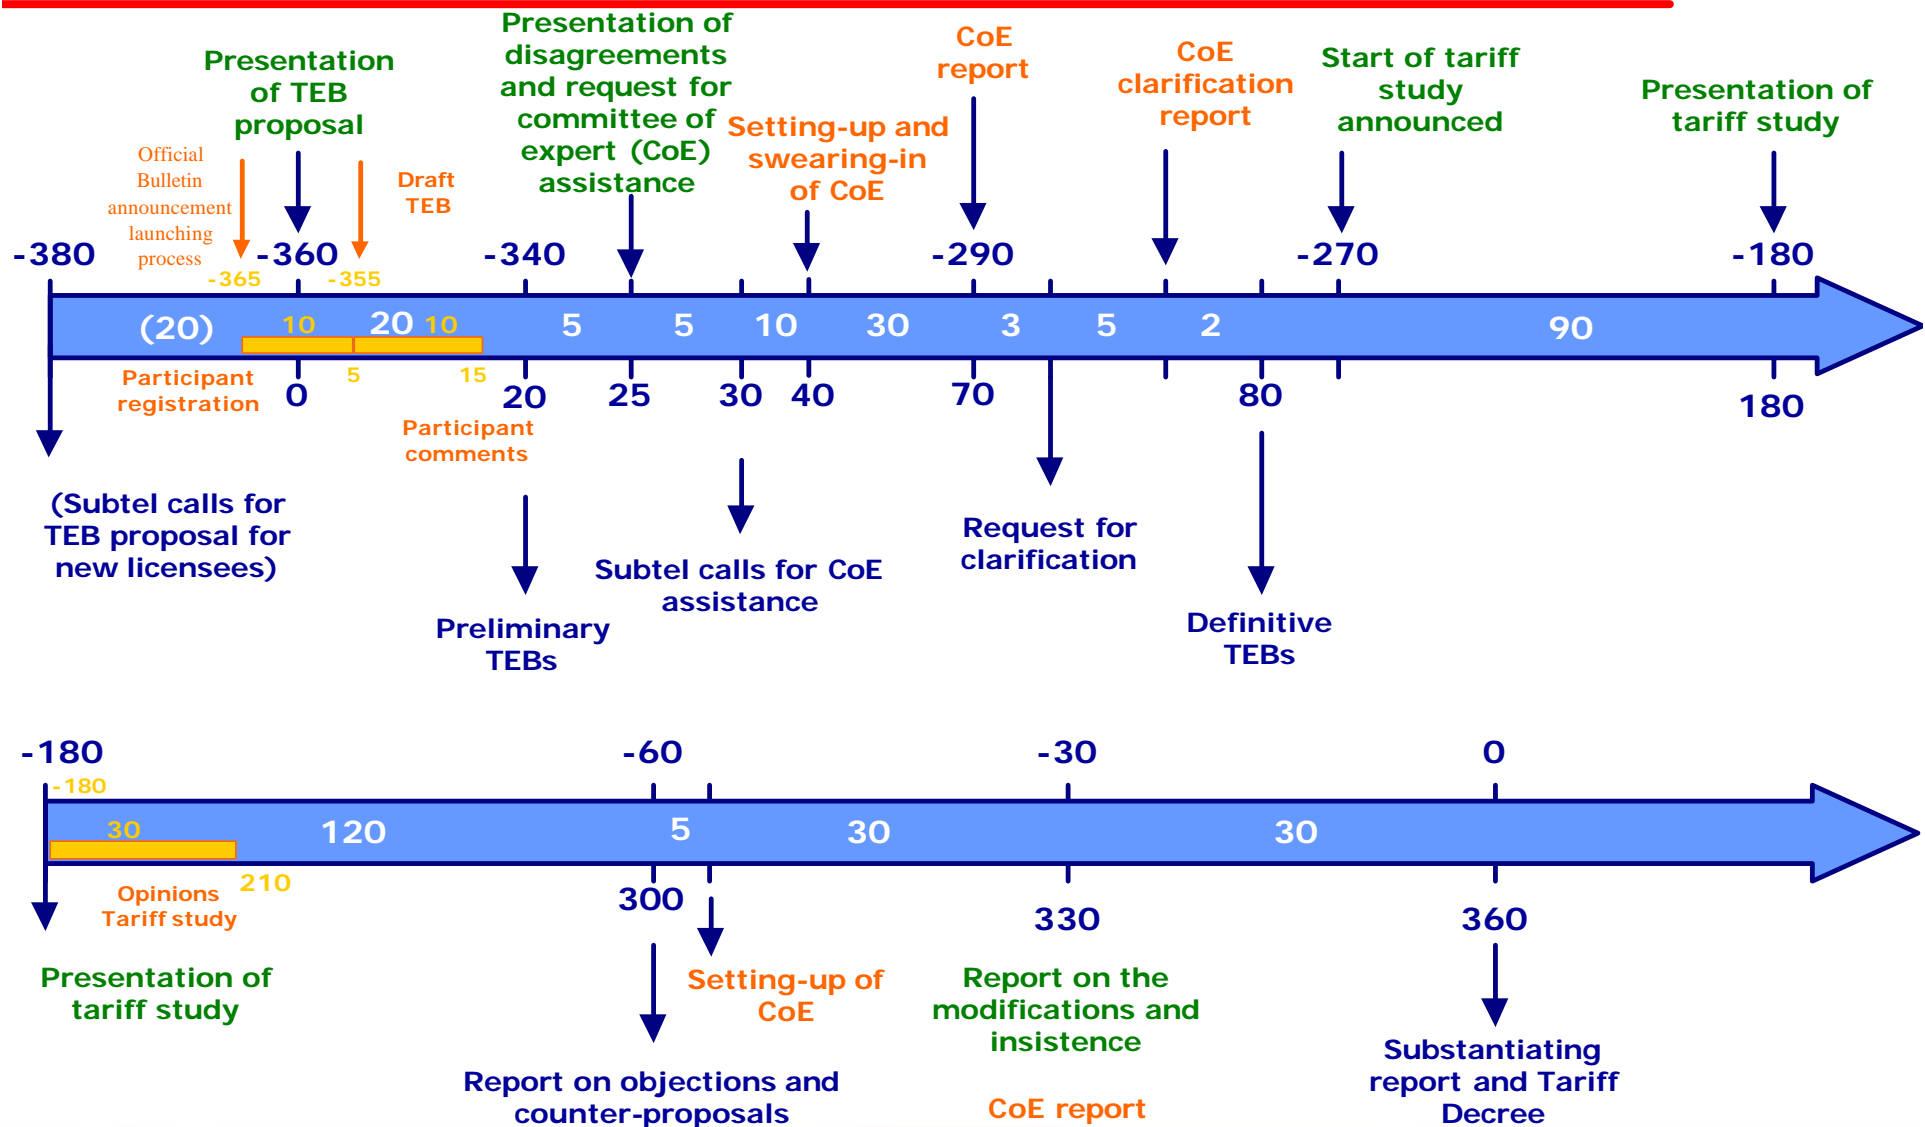 Presentation of
disagreements
and request for
committee of
expert (CoE)
assistance
Presentation
of TEB
proposal
CoE
report
CoE
clarification
report
Start of tariff
study
announced
Presentation of
tariff study
Setting-up and
swearing-in
of CoE
Official
Bulletin
announcement
launching
process
Draft
TEB
-380
-365
-360
-355
-340
-290
-270
-180
(20)
10
20
10
5
5
10
30
3
5
2
90
Participant
registration
0
5
15
20
25
30
40
70
80
180
Participant
comments
(Subtel calls for
TEB proposal for
new licensees)
Preliminary
TEBs
Subtel calls for CoE
assistance
Request for
clarification
Definitive
TEBs
-180
-60
-30
0
-180
30
120
5
30
30
Opinions
Tariff study
210
300
330
360
Presentation of
tariff study
Report on objections and
counter-proposals
Setting-up of
CoE
Report on the
modifications and
insistence
CoE report
Substantiating
report and Tariff
Decree